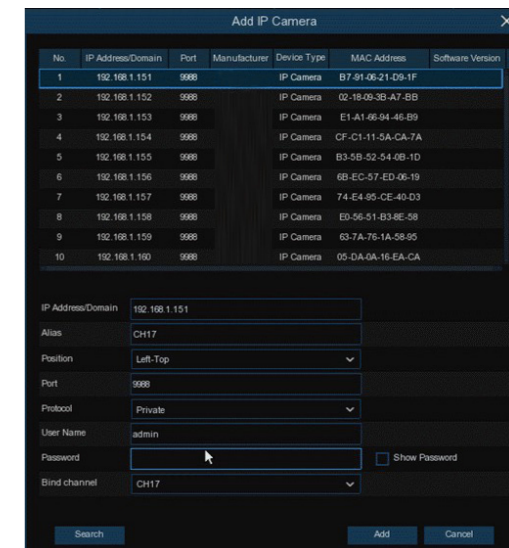 Add IP Camera X
No. IP Address/Domain Port Manufacturer Device Type MAC Address Software Version
1 192.168.1.151 9988 IP Camera B7-91-06-21-D9-1F
2 192.168.1.152 9988 IP Camera 02-18-09-3B-A7-BB
3 192.168.1.153 9988 IP Camera E1-A1-66-94-46-B9
4 192.168.1.154 9988 IP Camera CF-C1-11-5A-CA-7A
5 192.168.1.155 9988 IP Camera B3-5B-52-54-0B-1D
6 192.168.1.156 9988 IP Camera 6B-EC-57-ED-06-19
7 192.168.1.157 9988 IP Camera 74-E4-95-CE-40-D3
8 192.168.1.158 9988 IP Camera E0-56-51-B3-8E-58
9 192.168.1.159 9988 IP Camera 63-7A-76-1A-58-95
10 192.168.1.160 9988 IP Camera 05-DA-0A-16-EA-CA
IP Address/Domain 192.168.1.151
Alias CH17
Position Left-Top
Port 9988
Protocol Private
User Name admin
Password Show Password
Bind channel CH17
Search Add Cancel